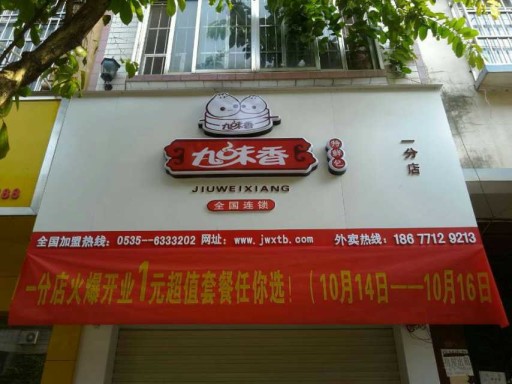 九味香
九味香
JIUWEIXIANG
全国连锁
一分店
全国加盟热线：0535--6333202 网址：www.jwxtb.com 外卖热线：186 7712 9213
一分店火爆开业1元超值套餐任你选！（10月14日——10月16日